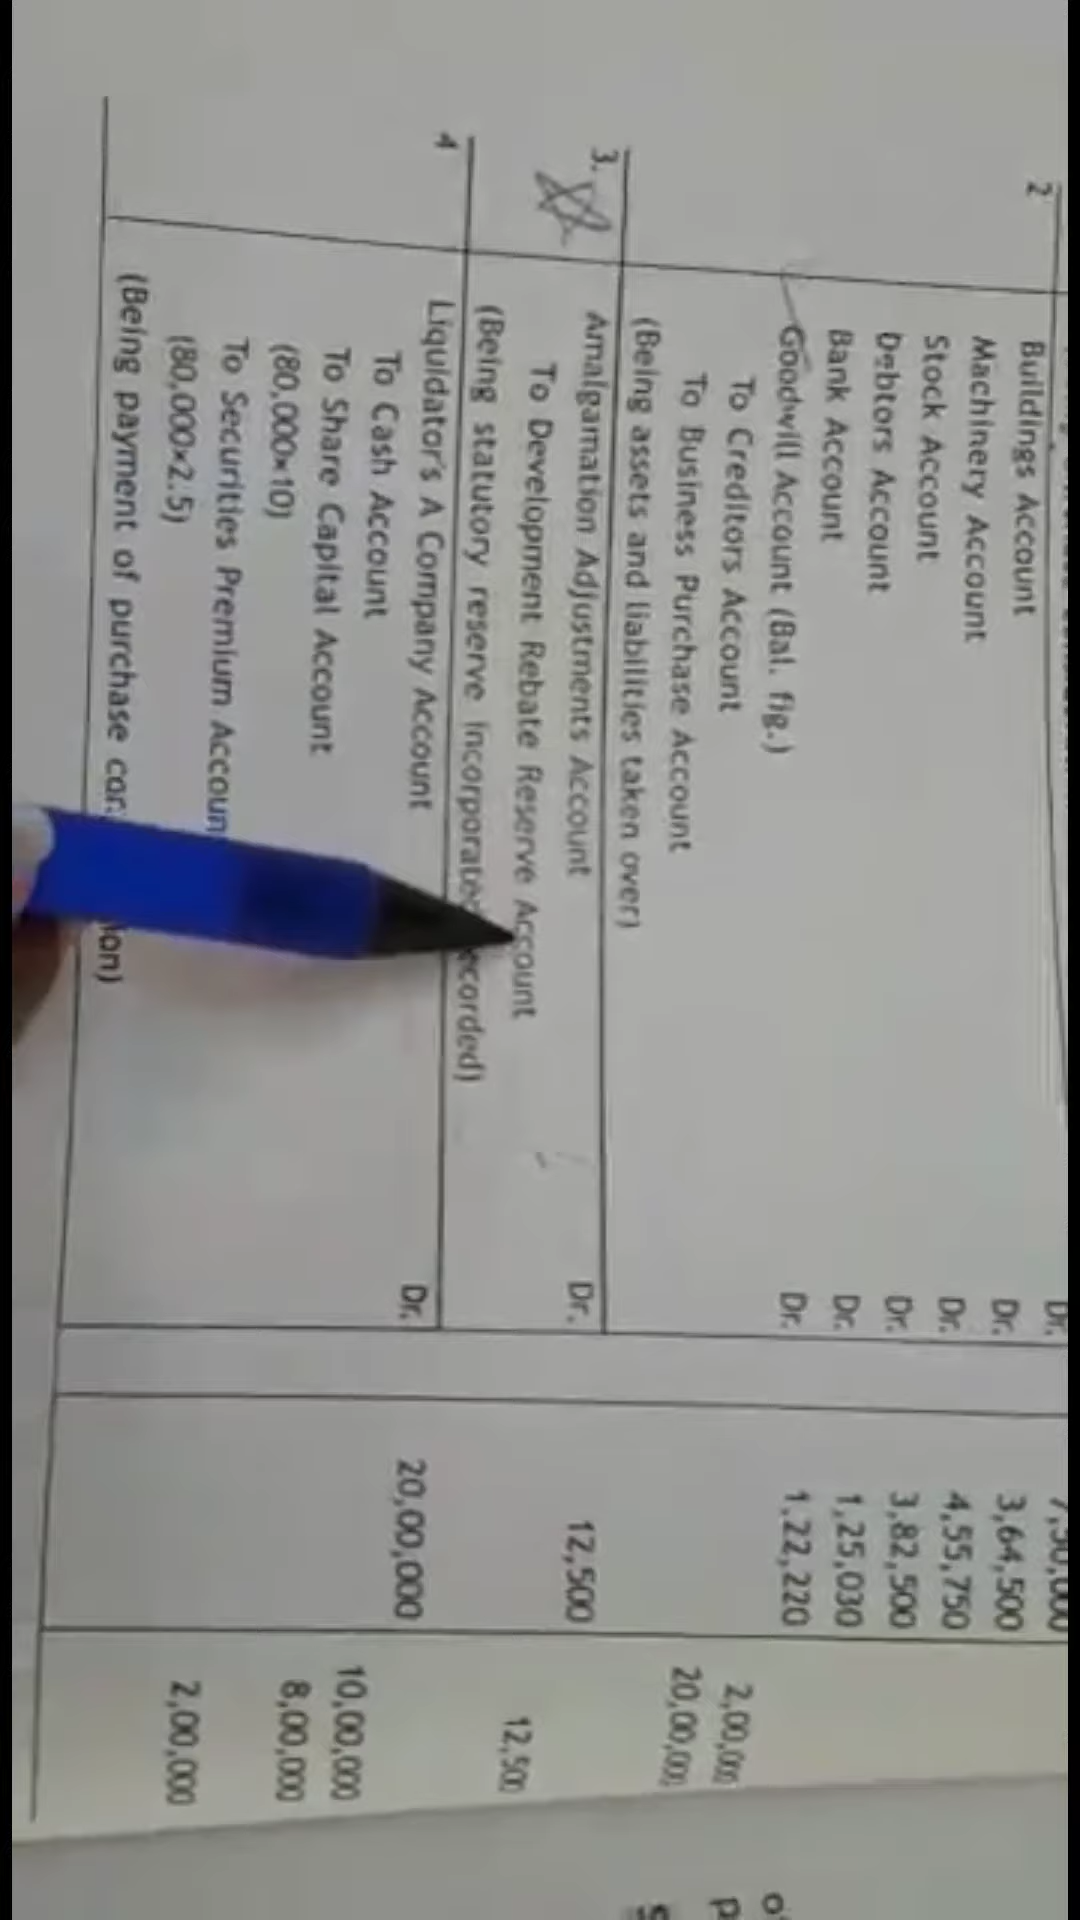 2
Buildings Account Dr.
Machinery Account Dr. 3,64,500
Stock Account Dr. 4,55,750
Debtors Account Dr. 3,82,500
Bank Account Dr. 1,25,030
Goodwill Account (Bal. fig.) Dr. 1,22,220
To Creditors Account 2,00,000
To Business Purchase Account 20,00,000
(Being assets and liabilities taken over)
3. Amalgamation Adjustments Account Dr. 12,500
To Development Rebate Reserve Account 12,500
(Being statutory reserve incorporated recorded)
4 Liquidator's A Company Account Dr. 20,00,000
To Cash Account 10,00,000
To Share Capital Account
(80,000×10) 8,00,000
To Securities Premium Accoun
(80,000×2.5) 2,00,000
(Being payment of purchase